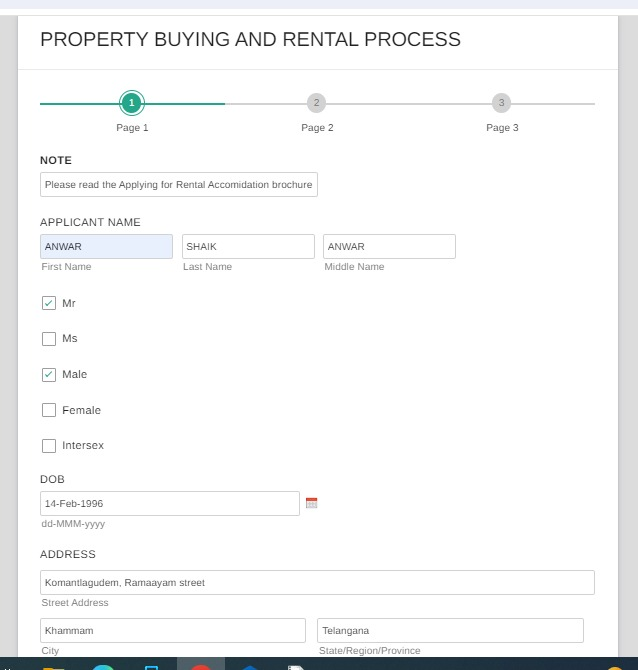 PROPERTY BUYING AND RENTAL PROCESS
1 2 3
Page 1 Page 2 Page 3
NOTE
Please read the Applying for Rental Accomidation brochure
APPLICANT NAME
ANWAR SHAIK ANWAR
First Name Last Name Middle Name
Mr
Ms
Male
Female
Intersex
DOB
14-Feb-1996
dd-MMM-yyyy
ADDRESS
Komantlagudem, Ramaayam street
Street Address
Khammam Telangana
City State/Region/Province